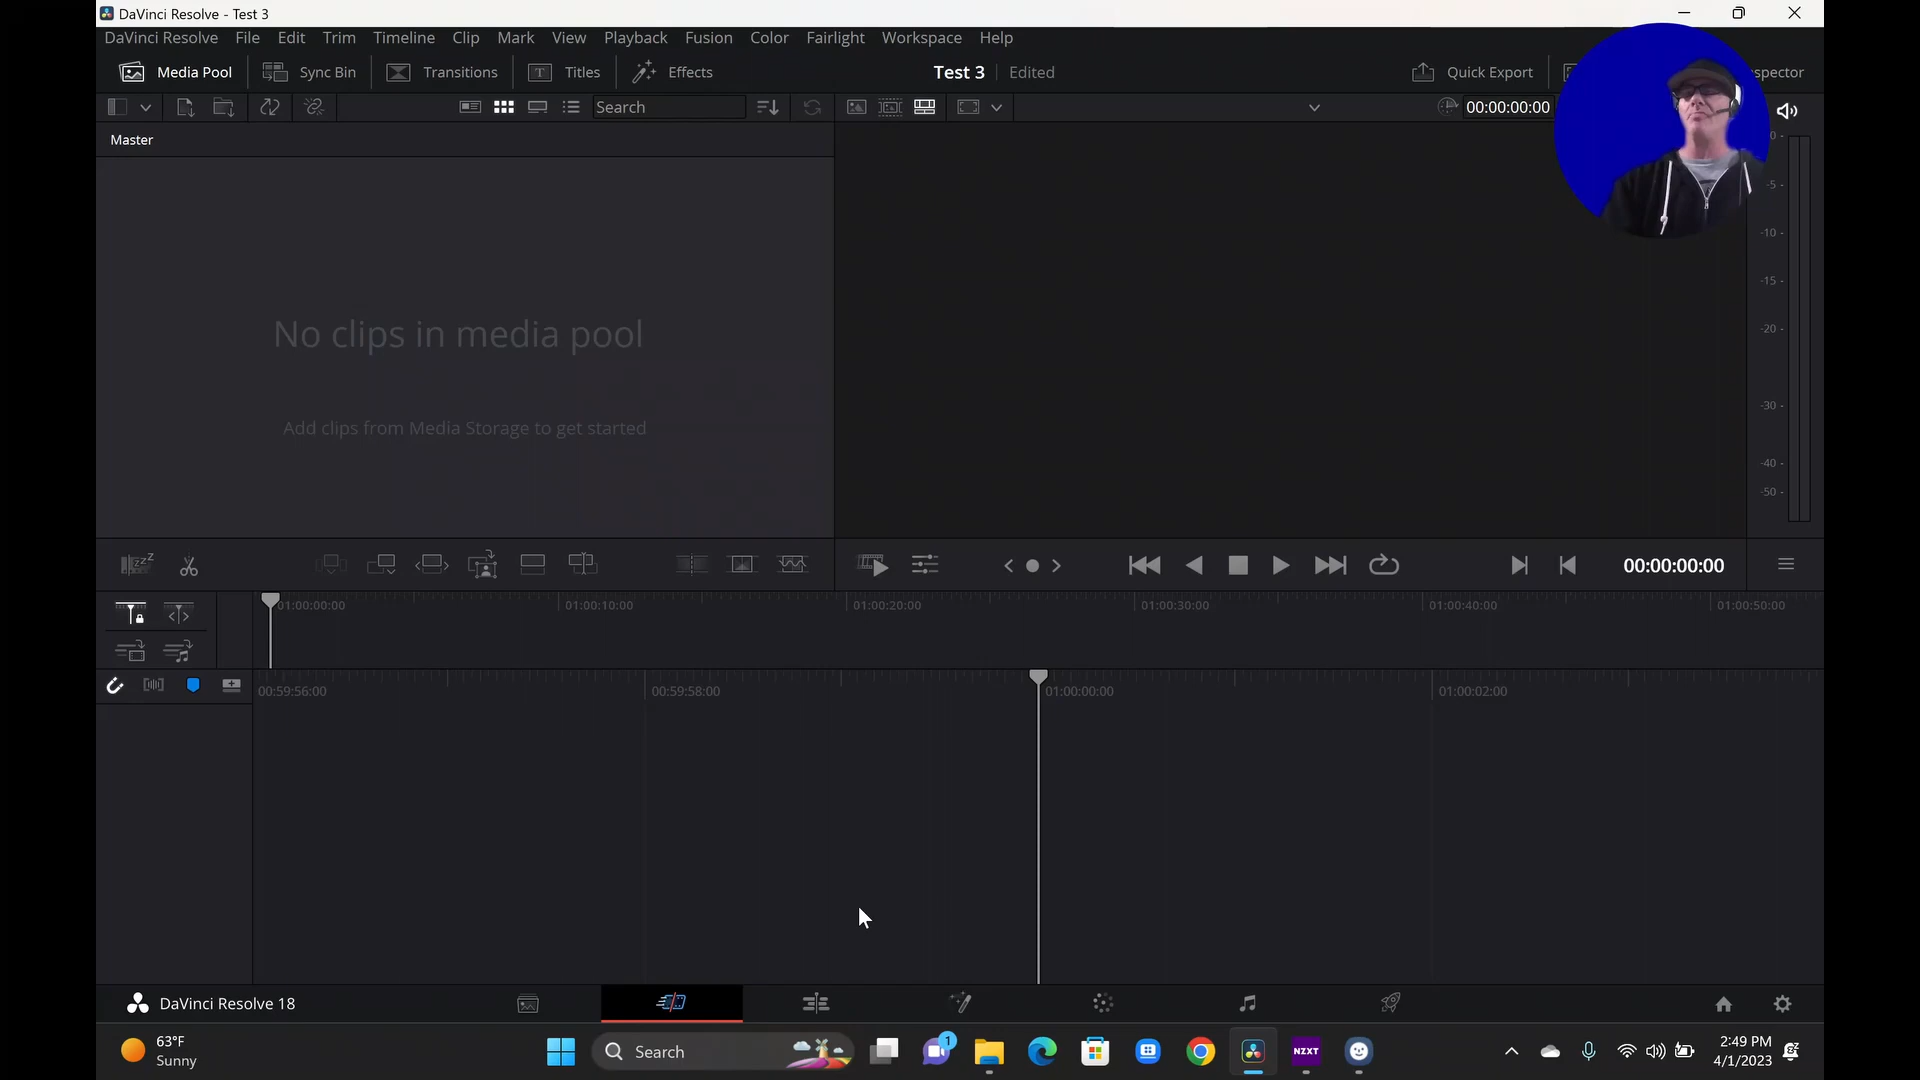 DaVinci Resolve - Test 3
DaVinci Resolve File Edit Trim Timeline Clip Mark View Playback Fusion Color Fairlight Workspace Help
Media Pool Sync Bin Transitions Titles Effects Test 3 Edited Quick Export spector
Search 00:00:00:00
Master
0
-5
-10
-15
-20
-30
-40
-50
No clips in media pool
Add clips from Media Storage to get started
00:00:00:00
01:00:00:00 01:00:10:00 01:00:20:00 01:00:30:00 01:00:40:00 01:00:50:00
00:59:56:00 00:59:58:00 01:00:00:00 01:00:02:00
DaVinci Resolve 18
63°F
Sunny
Search
1
NZXT
2:49 PM
4/1/2023